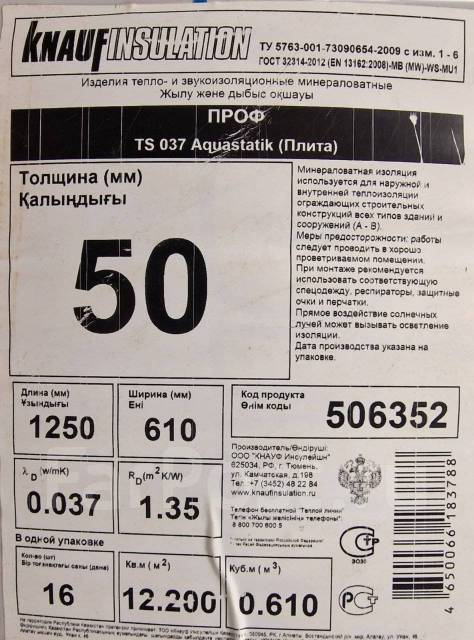 KNAUFINSULATION
ТУ 5763-001-73090654-2009 с изм. 1 - 6
ГОСТ 32314-2012 (EN 13162:2008)-MB (MW)-WS-MU1
Изделия тепло- и звукоизоляционные минераловатные
Жылу және дыбыс оқшауы
ПРОФ
TS 037 Aquastatik (Плита)
Толщина (мм)
Қалыңдығы
50
Минераловатная изоляция
используется для наружной и
внутренней теплоизоляции
ограждающих строительных
конструкций всех типов зданий и
сооружений (А - В).
Меры предосторожности: работы
следует проводить в хорошо
проветриваемом помещении.
При монтаже рекомендуется
использовать соответствующую
спецодежду, респираторы, защитные
очки и перчатки.
Прямое воздействие солнечных
лучей может вызывать осветление
изоляции.
Дата производства указана на
упаковке.
Длина (мм)
Ұзындығы
1250
Ширина (мм)
Ені
610
Код продукта
Өнім коды
506352
λ D (w/mK)
0.037
R D (m² K/W)
1.35
Производитель/Өндіруші:
ООО "КНАУФ Инсулейшн"
625034, РФ, г. Тюмень,
ул. Камчатская, д.198
Тел.:+7 (3452) 48 22 84
www.knaufinsulation.ru
Телефон бесплатной "Теплой линии"
8 800 700 600 5
ЭО30
4650066183788
В одной упаковке
Кол-во (шт)
16
Кв.м ( м²)
12.200
Куб.м ( м³)
0.610